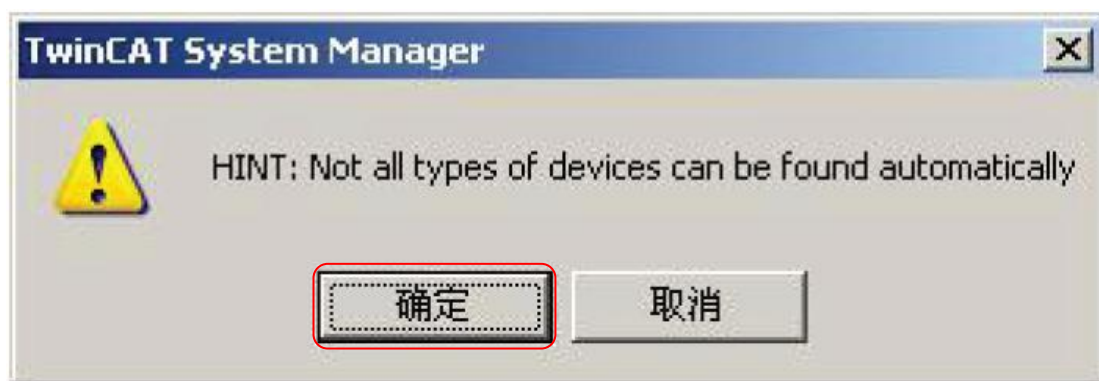 TwinCAT System Manager
HINT: Not all types of devices can be found automatically
确定
取消